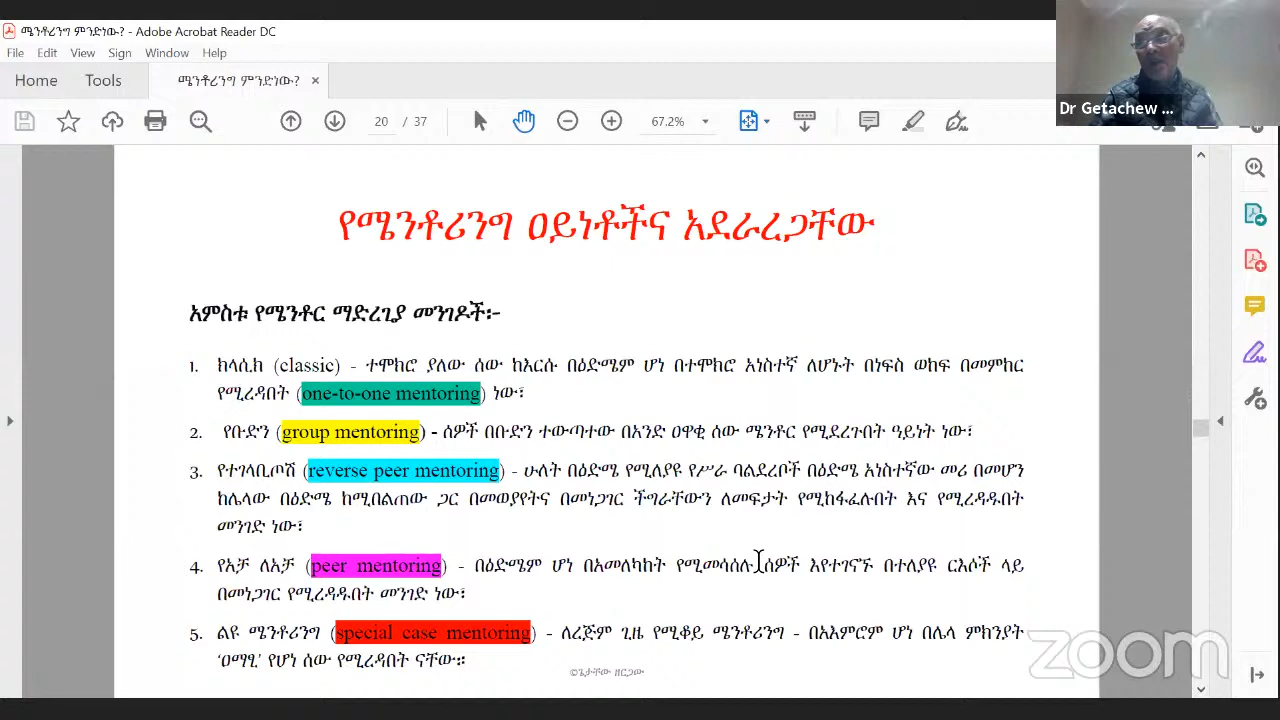 ሜንቶሪንግ ምንድነው? - Adobe Acrobat Reader DC
File Edit View Sign Window Help
Home Tools ሜንቶሪንግ ምንድነው? ×
20 / 37 67.2%
Dr Getachew ...
የሜንቶሪንግ ዐይነቶችና አደራረጋቸው
አምስቱ የሜንቶር ማድረጊያ መንገዶች፡-
1. ክላሲክ (classic) - ተሞክሮ ያለው ሰው ከእርሱ በዕድሜም ሆነ በተሞክሮ አነስተኛ ለሆኑት በነፍስ ወከፍ በመምከር
የሚረዳበት (one-to-one mentoring) ነው፣
2. የቡድን (group mentoring) - ሰዎች በቡድን ተውጣተው በአንድ ዐዋቂ ሰው ሜንቶር የሚደረጉበት ዓይነት ነው፣
3. የተገላቢጦሽ (reverse peer mentoring) - ሁለት በዕድሜ የሚለያዩ የሥራ ባልደረቦች በዕድሜ አነስተኛው መሪ በመሆን
ከሌላው በዕድሜ ከሚበልጠው ጋር በመወያየትና በመነጋገር ችግራቸውን ለመፍታት የሚከፋፈሉበት እና የሚረዳዱበት
መንገድ ነው፣
4. የአቻ ለአቻ (peer mentoring) - በዕድሜም ሆነ በአመለካከት የሚመሳሰሉ ሰዎች እየተገናኙ በተለያዩ ርእሶች ላይ
በመነጋገር የሚረዳዱበት መንገድ ነው፣
5. ልዩ ሜንቶሪንግ (special case mentoring) - ለረጅም ጊዜ የሚቆይ ሜንቶሪንግ - በአእምሮም ሆነ በሌላ ምክንያት
‘ዐማፂ’ የሆነ ሰው የሚረዳበት ናቸው።
©ጌታቸው ዘርጋው
zoom